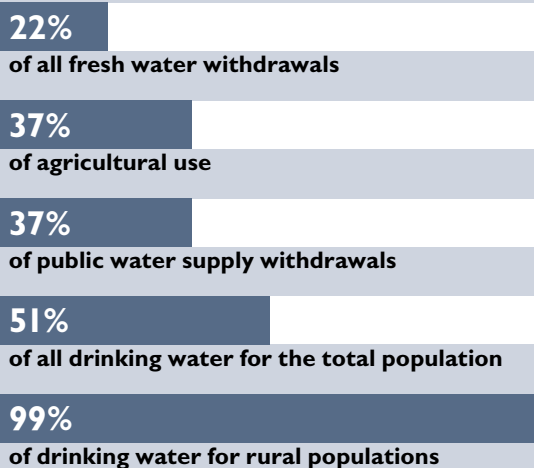 22%
of all fresh water withdrawals
37%
of agricultural use
37%
of public water supply withdrawals
51%
of all drinking water for the total population
99%
of drinking water for rural populations